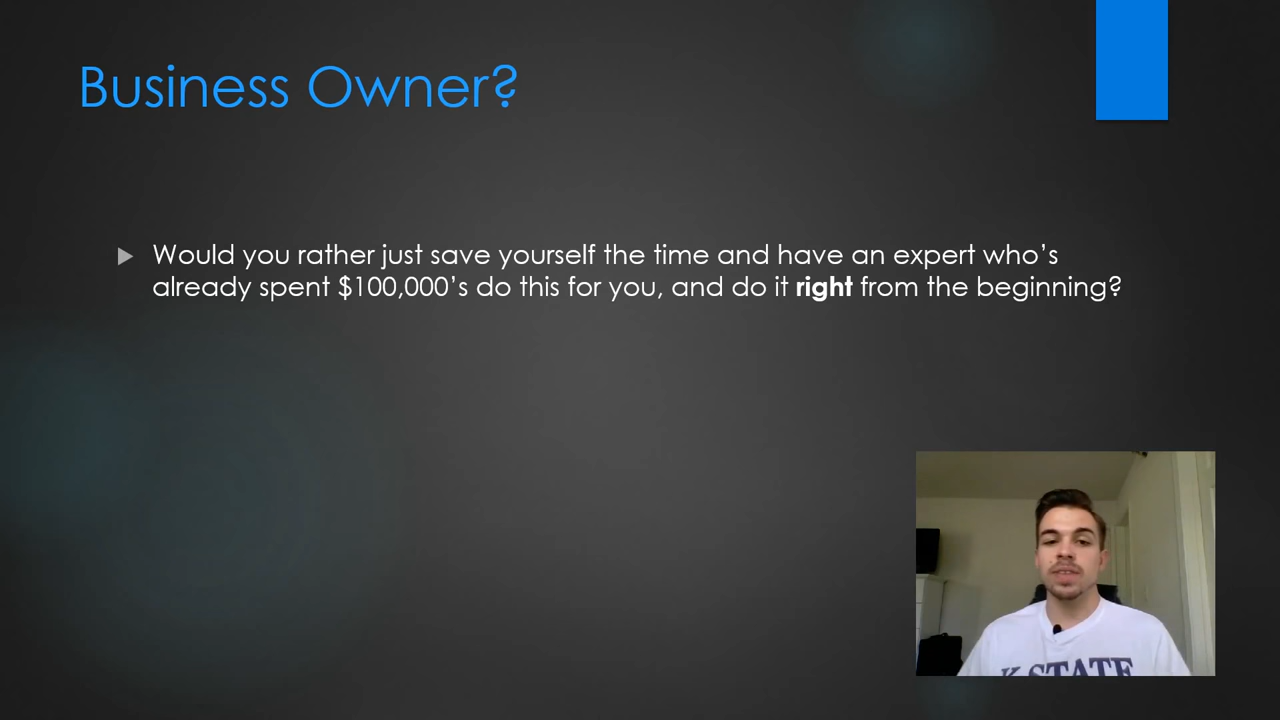 Business Owner?
Would you rather just save yourself the time and have an expert who's
already spent $100,000's do this for you, and do it right from the beginning?
K-STATE